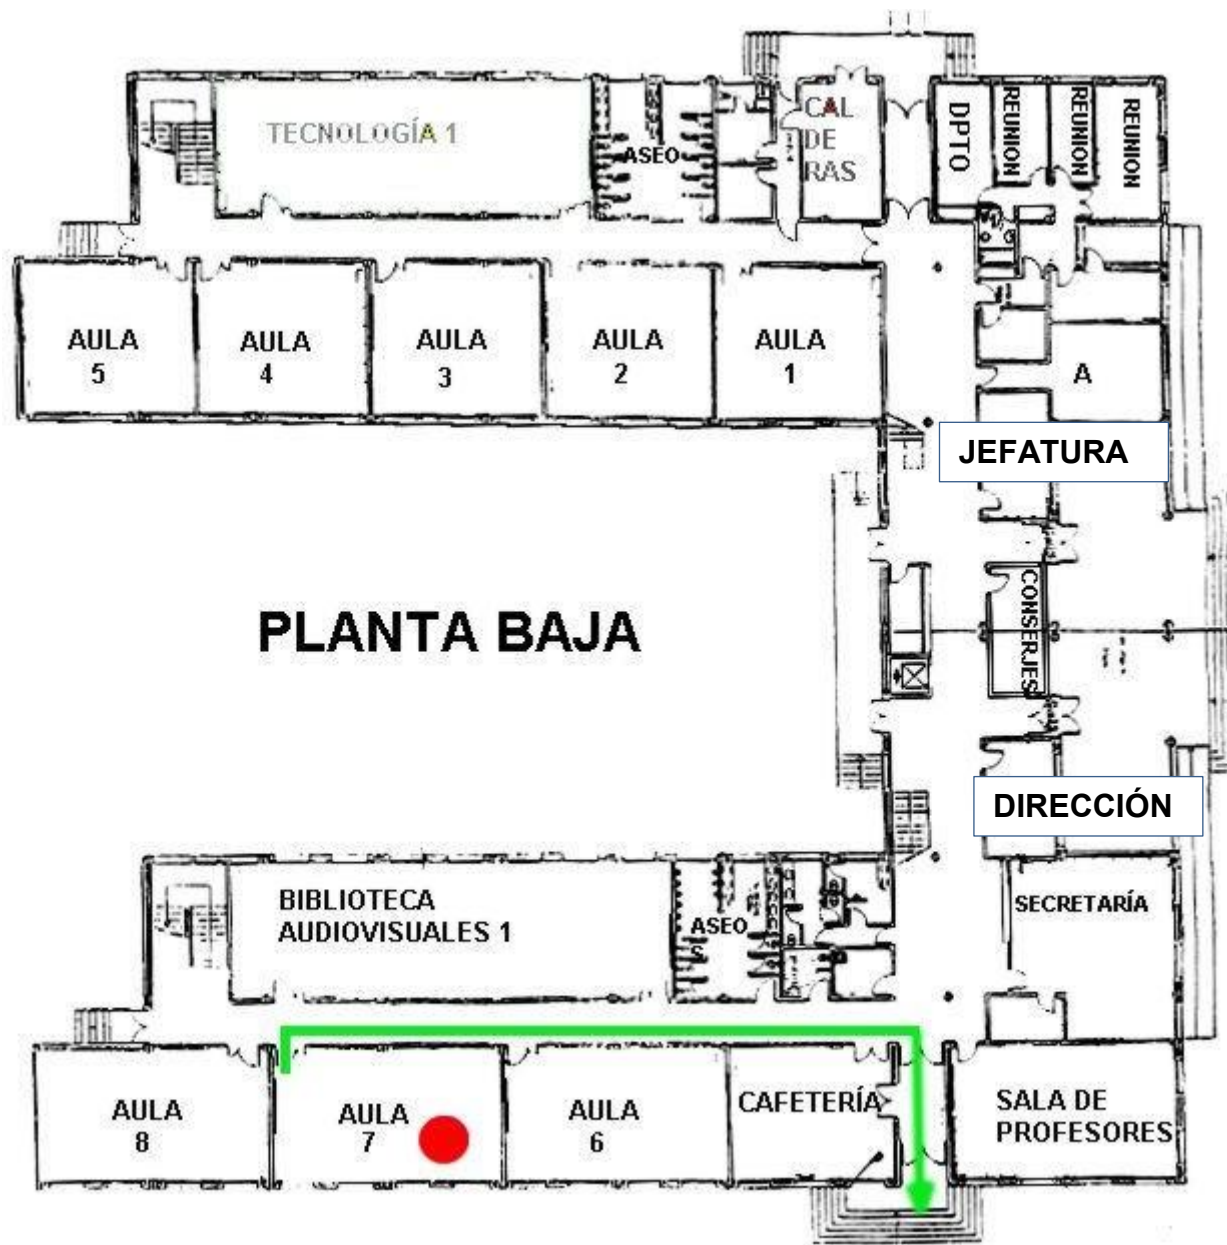 TECNOLOGÍA 1
ASEO
CAL
DE
RAS
DPTO
REUNION
REUNION
REUNION
AULA
5
AULA
4
AULA
3
AULA
2
AULA
1
A
JEFATURA
PLANTA BAJA
CONSERJES
DIRECCIÓN
BIBLIOTECA
AUDIOVISUALES 1
ASEO
SECRETARÍA
AULA
8
AULA
7
AULA
6
CAFETERÍA
SALA DE
PROFESORES